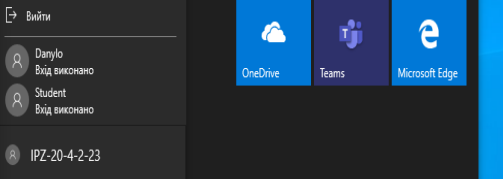 Вийти
Danylo
Вхід виконано
Student
Вхід виконано
IPZ-20-4-2-23
OneDrive
Teams
Microsoft Edge